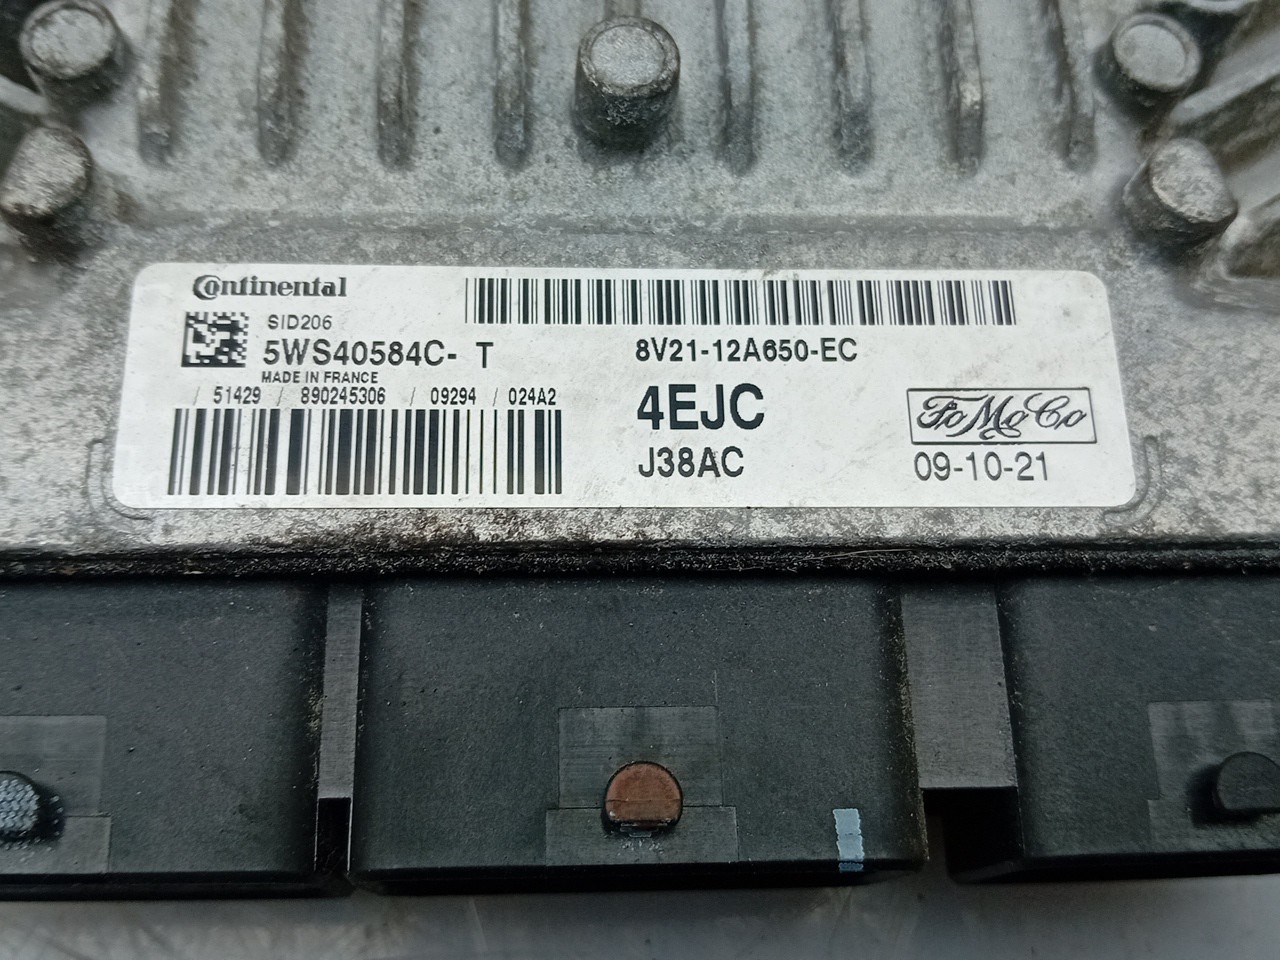 Continental
SID206
5WS40584C- T
MADE IN FRANCE
/ 51429 / 890245306 / 09294 / 024A2
8V21-12A650-EC
4EJC
J38AC
FoMoCo
09-10-21